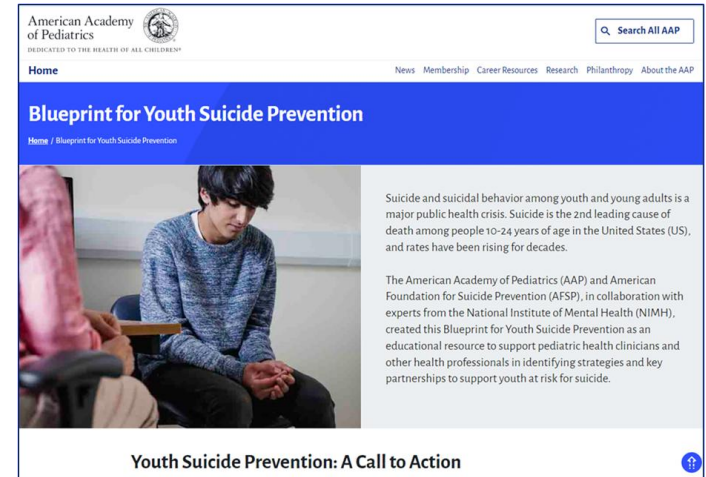 American Academy
of Pediatrics
DEDICATED TO THE HEALTH OF ALL CHILDREN®
Search All AAP
Home
News Membership Career Resources Research Philanthropy About the AAP
Blueprint for Youth Suicide Prevention
Home / Blueprint for Youth Suicide Prevention
Suicide and suicidal behavior among youth and young adults is a
major public health crisis. Suicide is the 2nd leading cause of
death among people 10-24 years of age in the United States (US),
and rates have been rising for decades.
The American Academy of Pediatrics (AAP) and American
Foundation for Suicide Prevention (AFSP), in collaboration with
experts from the National Institute of Mental Health (NIMH),
created this Blueprint for Youth Suicide Prevention as an
educational resource to support pediatric health clinicians and
other health professionals in identifying strategies and key
partnerships to support youth at risk for suicide.
Youth Suicide Prevention: A Call to Action